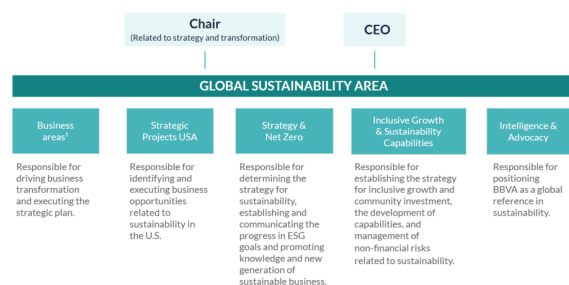 Chair
(Related to strategy and transformation)
CEO
GLOBAL SUSTAINABILITY AREA
Business
areas¹
Responsible for
driving business
transformation
and executing the
strategic plan.
Strategic
Projects USA
Responsible for
identifying and
executing business
opportunities
related to
sustainability in
the U.S.
Strategy &
Net Zero
Responsible for
determining the
strategy for
sustainability,
establishing and
communicating the
progress in ESG
goals and promoting
knowledge and new
generation of
sustainable business.
Inclusive Growth
& Sustainability
Capabilities
Responsible for
establishing the strategy
for inclusive growth and
community investment,
the development of
capabilities, and
management of
non-financial risks
related to sustainability.
Intelligence &
Advocacy
Responsible for
positioning
BBVA as a global
reference in
sustainability.